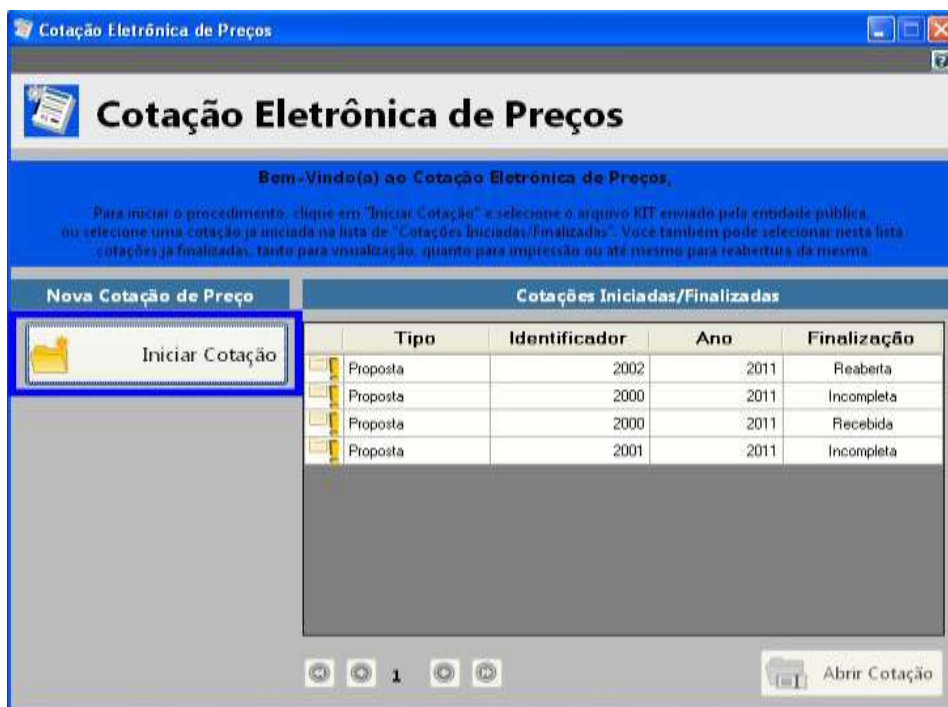 Cotação Eletrônica de Preços
Cotação Eletrônica de Preços
Bem-Vindo(a) ao Cotação Eletrônica de Preços,
Para iniciar o procedimento, clique em "Iniciar Cotação" e selecione o arquivo KIT enviado pela entidade pública,
ou selecione uma cotação já iniciada na lista de "Cotações Iniciadas/Finalizadas". Você também pode selecionar nesta lista
cotações já finalizadas, tanto para visualização, quanto para impressão ou até mesmo para reabertura da mesma.
Nova Cotação de Preço
Cotações Iniciadas/Finalizadas
Iniciar Cotação
Tipo Identificador Ano Finalização
Proposta 2002 2011 Reaberta
Proposta 2000 2011 Incompleta
Proposta 2000 2011 Recebida
Proposta 2001 2011 Incompleta
1
Abrir Cotação